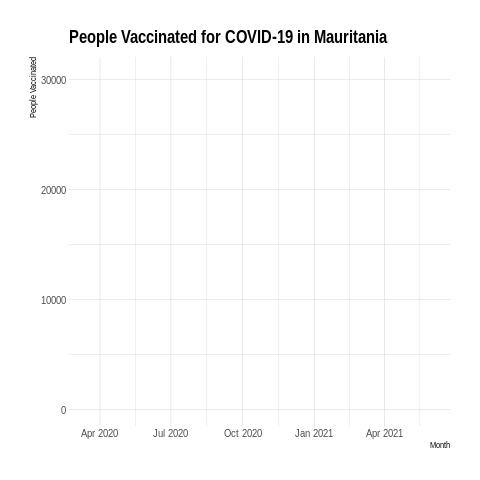 People Vaccinated for COVID-19 in Mauritania
People Vaccinated
30000
20000
10000
0
Apr 2020 Jul 2020 Oct 2020 Jan 2021 Apr 2021
Month